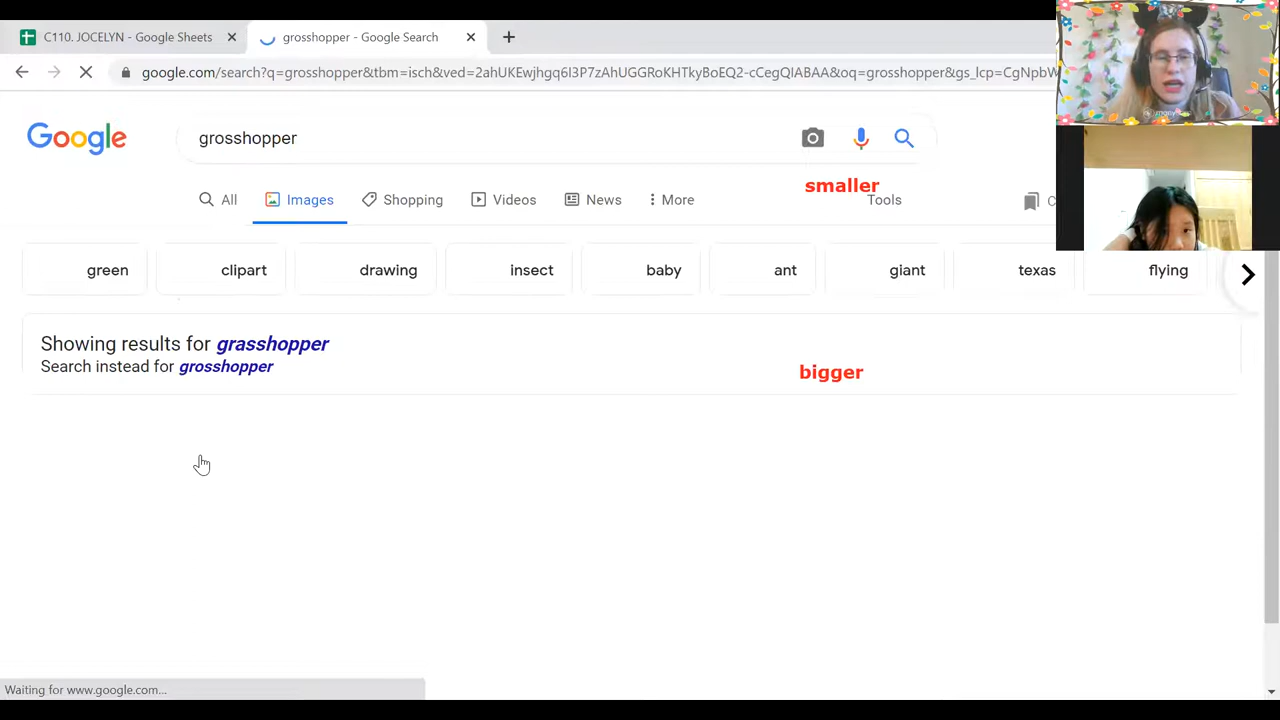 C110. JOCELYN - Google Sheets
grosshopper - Google Search
google.com/search?q=grosshopper&tbm=isch&ved=2ahUKEwjhgq6I3P7zAhUGGRoKHTkyBoEQ2-cCegQIABAA&oq=grosshopper&gs_lcp=CgNpbW
Google grosshopper
smaller
All Images Shopping Videos News More Tools
green clipart drawing insect baby ant giant texas flying
Showing results for grasshopper
Search instead for grosshopper
bigger
Waiting for www.google.com...